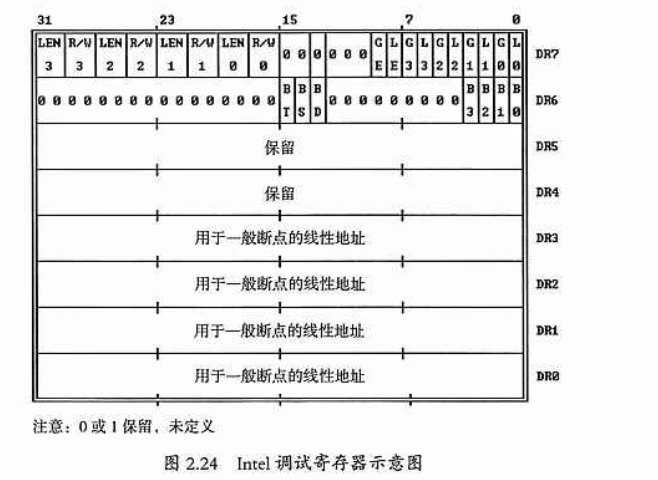 31 23 15 7 0
LEN 3 R/W 3 LEN 2 R/W 2 LEN 1 R/W 1 LEN 0 R/W 0 0 0 0 0 0 0 G E L E G 3 L 3 G 2 L 2 G 1 L 1 G 0 L 0 DR7
0 0 0 0 0 0 0 0 0 0 0 0 0 0 0 0 B T B S B D 0 0 0 0 0 0 0 0 0 B 3 B 2 B 1 B 0 DR6
保留 DR5
保留 DR4
用于一般断点的线性地址 DR3
用于一般断点的线性地址 DR2
用于一般断点的线性地址 DR1
用于一般断点的线性地址 DR0
注意：0或1保留，未定义
图 2.24 Intel 调试寄存器示意图